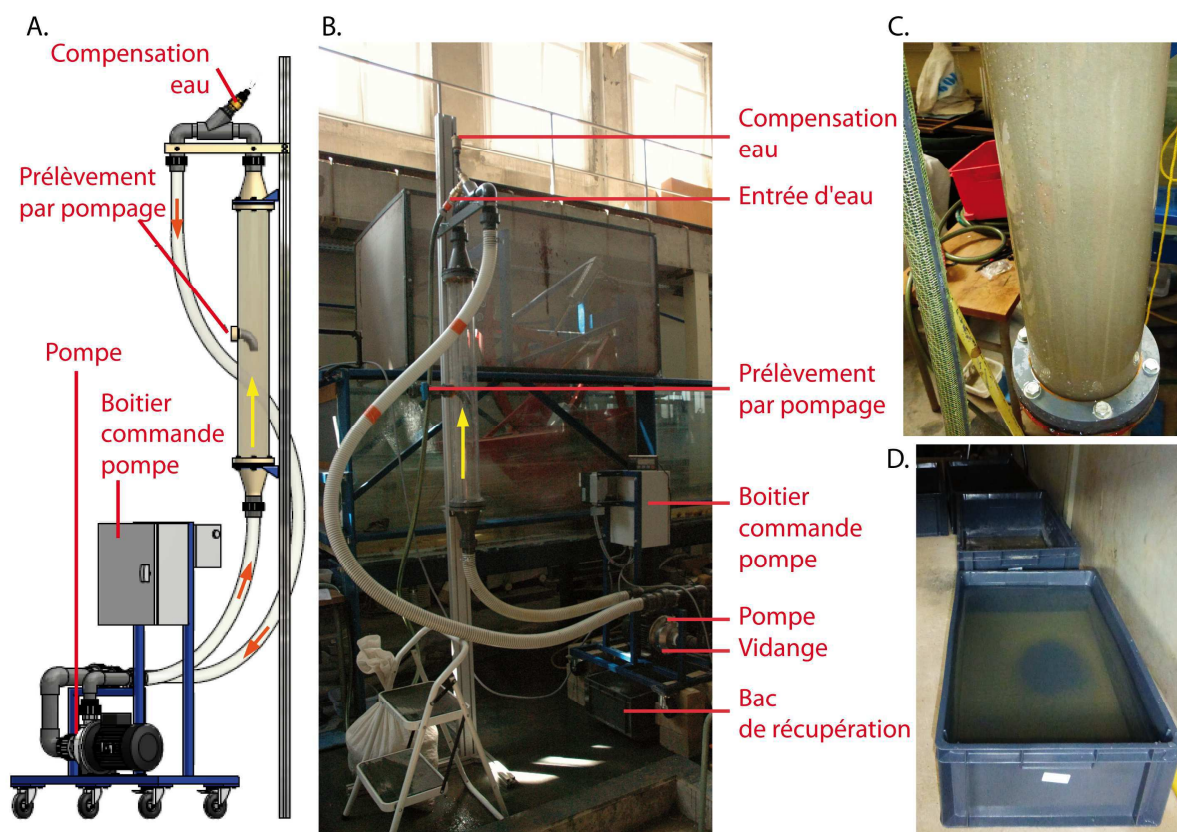 A.
Compensation
eau
Prélèvement
par pompage
Pompe
Boitier
commande
pompe
B.
Compensation
eau
Entrée d'eau
Prélèvement
par pompage
Boitier
commande
pompe
Pompe
Vidange
Bac
de récupération
C.
D.